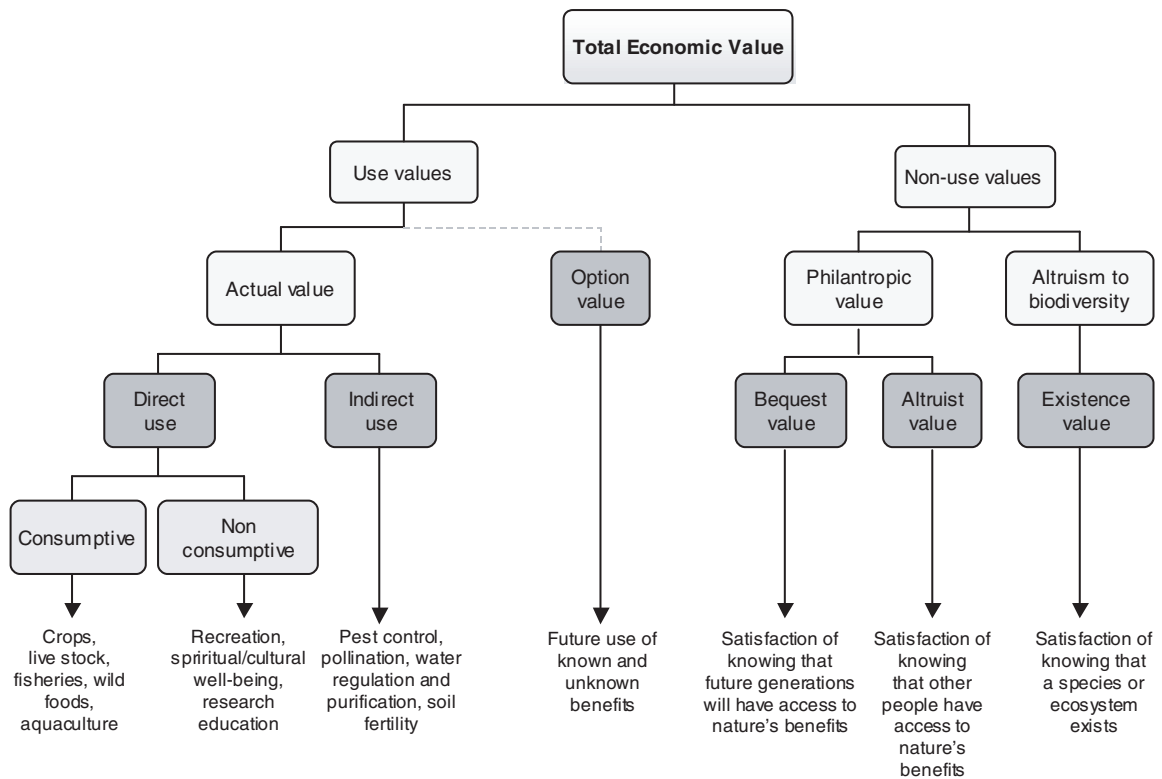 Total Economic Value
Use values
Non-use values
Actual value
Option
value
Philantropic
value
Altruism to
biodiversity
Direct
use
Indirect
use
Bequest
value
Altruist
value
Existence
value
Consumptive
Non
consumptive
Crops,
live stock,
fisheries, wild
foods,
aquaculture
Recreation,
spriritual/cultural
well-being,
research
education
Pest control,
pollination, water
regulation and
purification, soil
fertility
Future use of
known and
unknown
benefits
Satisfaction of
knowing that
future generations
will have access to
nature's benefits
Satisfaction of
knowing
that other
people have
access to
nature's
benefits
Satisfaction of
knowing that
a species or
ecosystem
exists